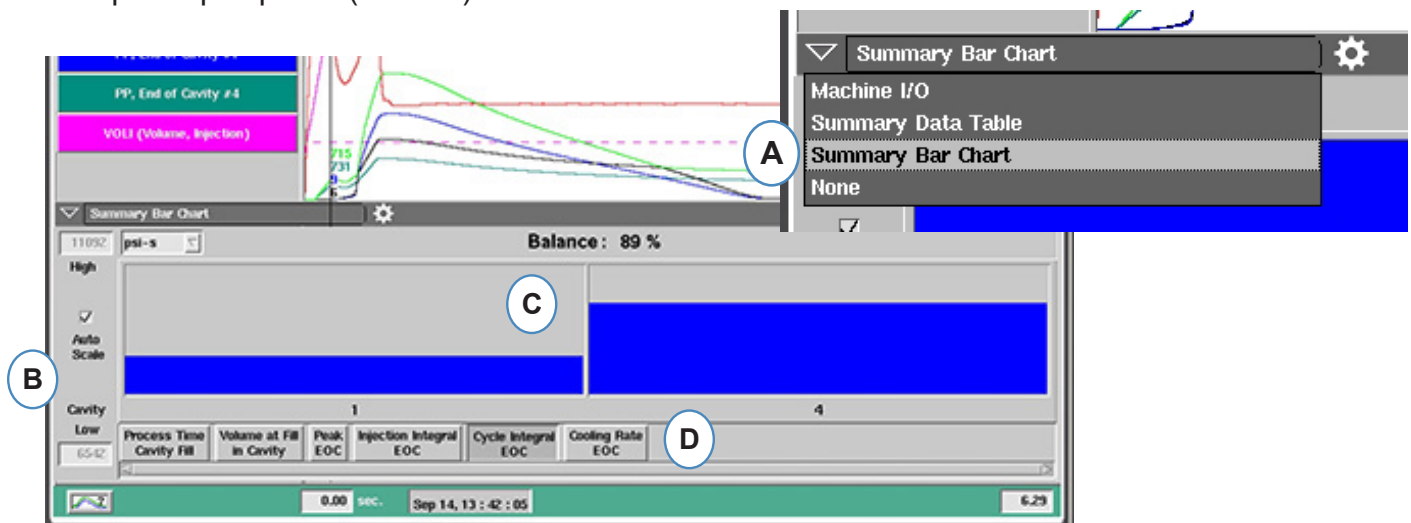 Summary Bar Chart
Machine I/O
Summary Data Table
Summary Bar Chart
None
A
PP, End of Cavity #4
VOLI (Volume, Injection)
715
731
9
6
Summary Bar Chart
11092 psi-s
Balance: 89 %
High
Auto
Scale
B
C
Cavity
1 4
Low
6542
Process Time
Cavity Fill
Volume at Fill
in Cavity
Peak
EOC
Injection Integral
EOC
Cycle Integral
EOC
Cooling Rate
EOC
D
0.00 sec. Sep 14, 13 : 42 : 05 6.29